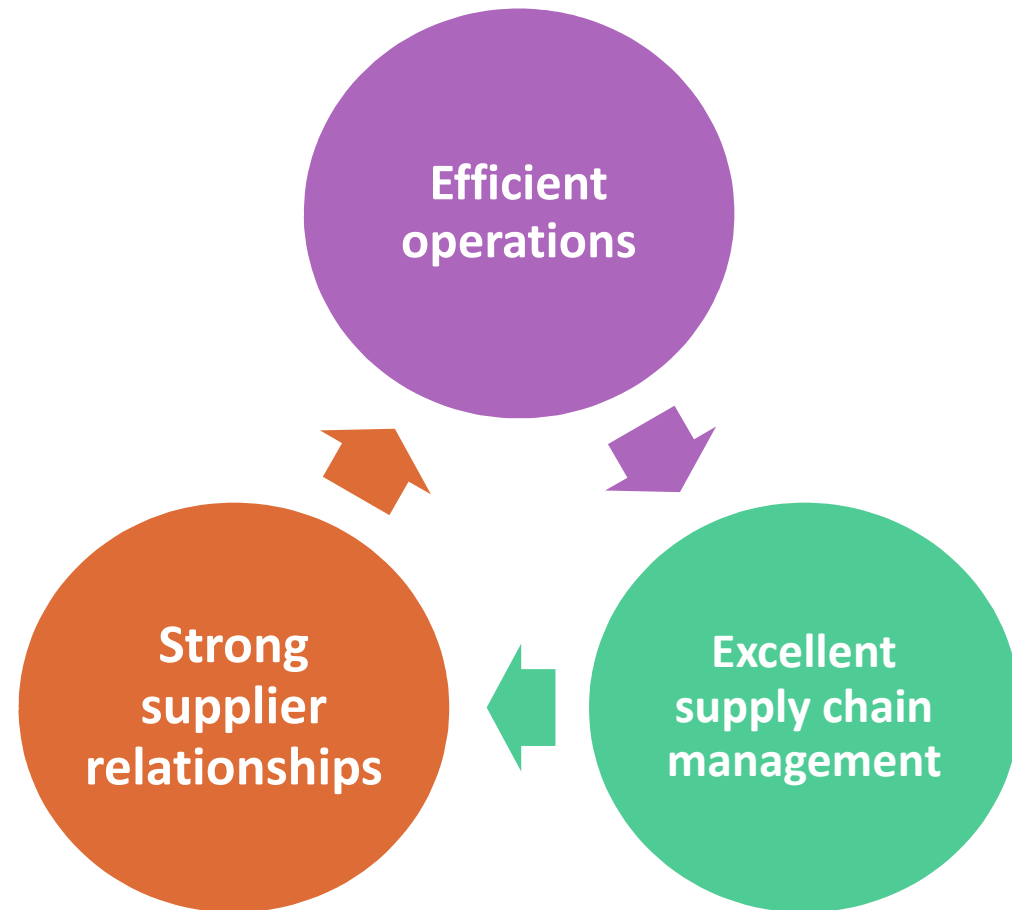 Efficient
operations
Excellent
supply chain
management
Strong
supplier
relationships